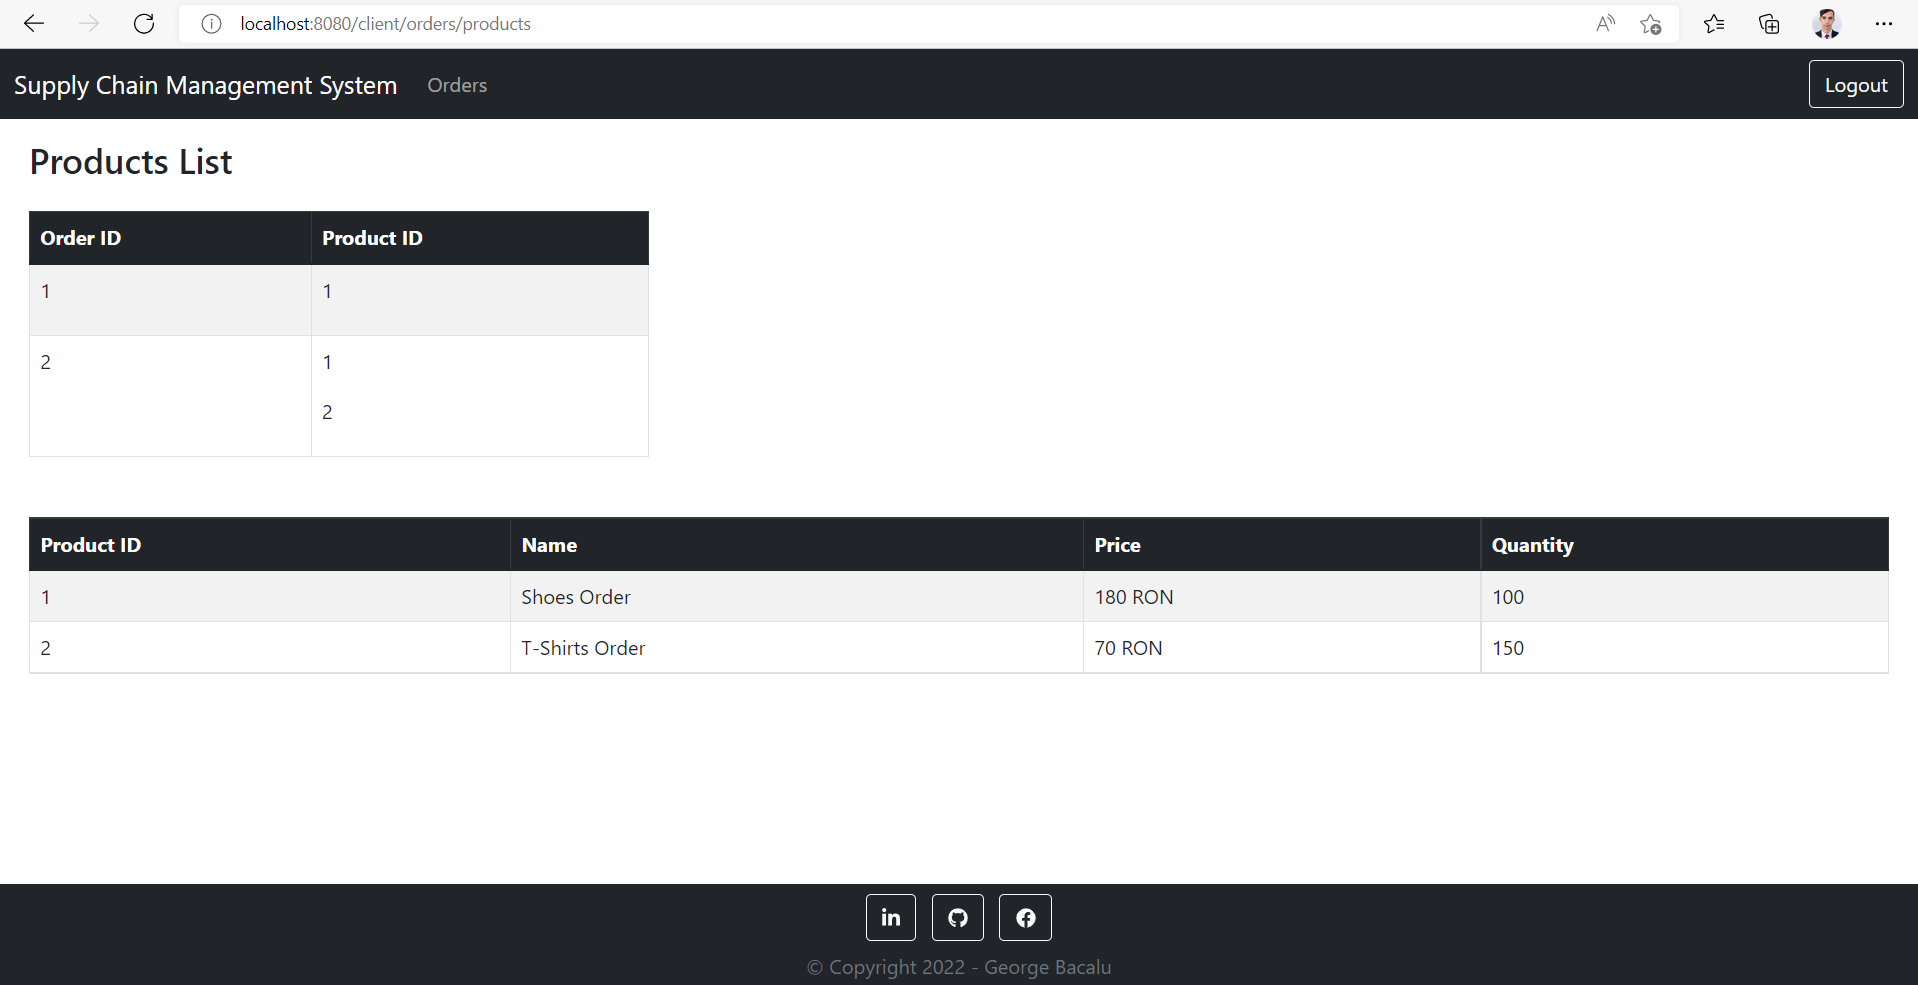 localhost:8080/client/orders/products
Supply Chain Management System Orders Logout
Products List
Order ID Product ID
1 1
2 1
2
Product ID Name Price Quantity
1 Shoes Order 180 RON 100
2 T-Shirts Order 70 RON 150
in
© Copyright 2022 - George Bacalu